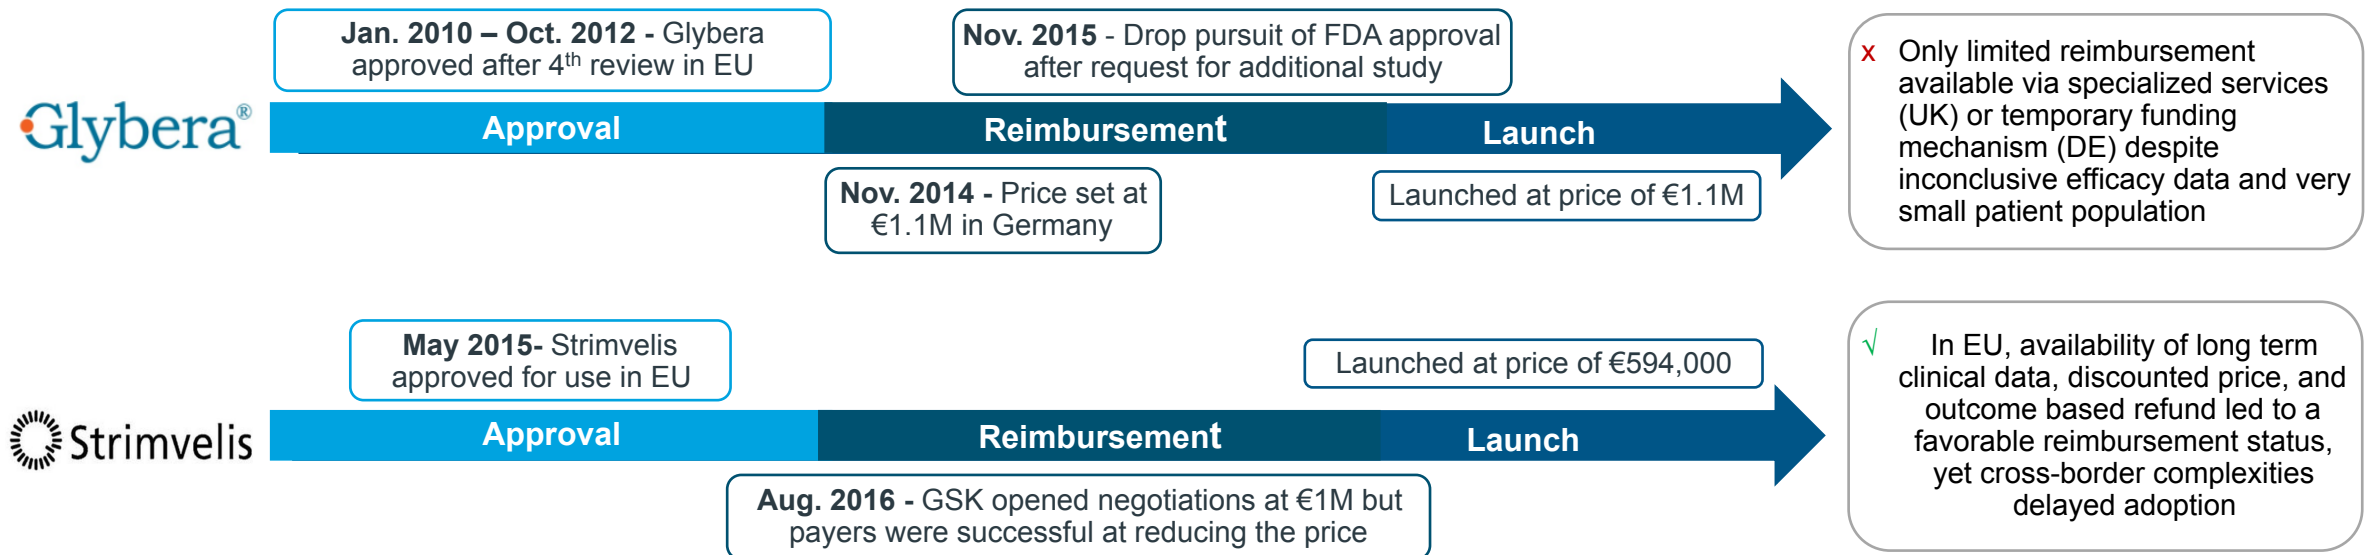 Jan. 2010 – Oct. 2012 - Glybera
approved after 4th review in EU
Nov. 2015 - Drop pursuit of FDA approval
after request for additional study
Glybera®
Approval
Reimbursement
Launch
Nov. 2014 - Price set at
€1.1M in Germany
Launched at price of €1.1M
x Only limited reimbursement
available via specialized services
(UK) or temporary funding
mechanism (DE) despite
inconclusive efficacy data and very
small patient population
May 2015- Strimvelis
approved for use in EU
Launched at price of €594,000
Strimvelis
Approval
Reimbursement
Launch
Aug. 2016 - GSK opened negotiations at €1M but
payers were successful at reducing the price
√ In EU, availability of long term
clinical data, discounted price, and
outcome based refund led to a
favorable reimbursement status,
yet cross-border complexities
delayed adoption